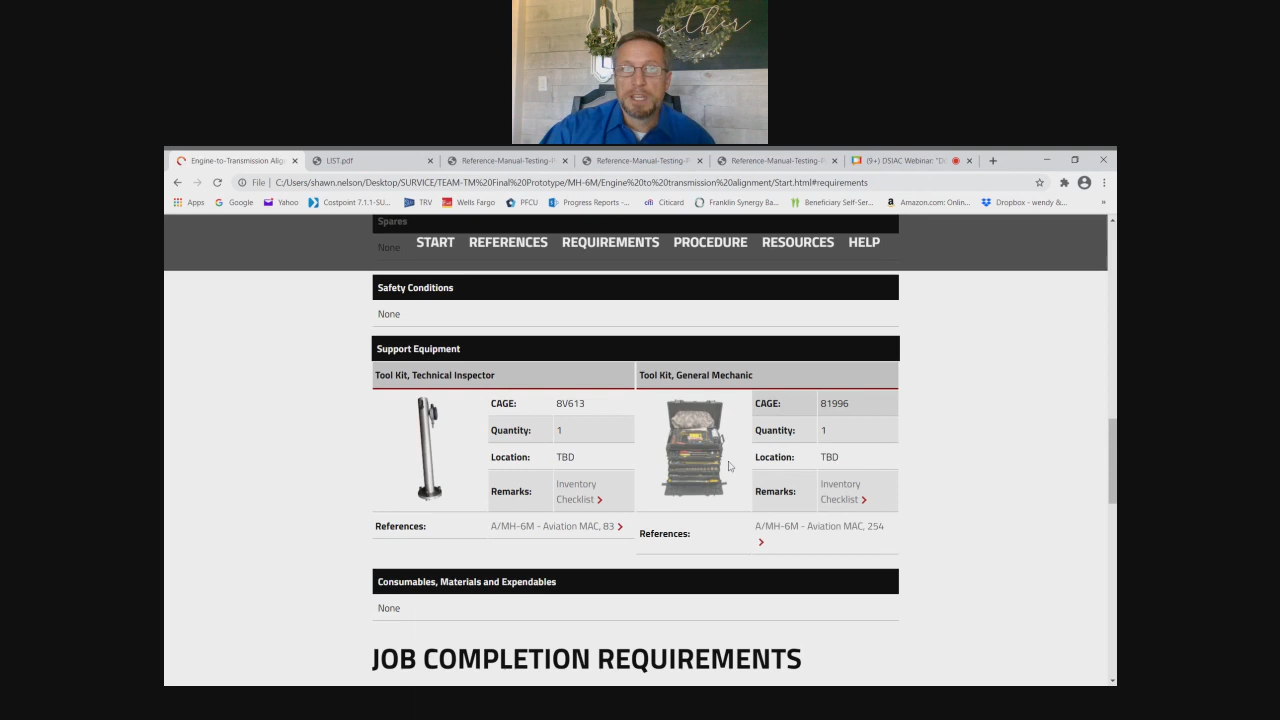 gather
Engine-to-Transmission Alig
LIST.pdf
Reference-Manual-Testing-P
Reference-Manual-Testing-P
Reference-Manual-Testing-P
(9+) DSIAC Webinar: "D
File
C:/Users/shawn.nelson/Desktop/SURVICE/TEAM-TM%20Final%20Prototype/MH-6M/Engine%20to%20transmission%20alignment/Start.html#requirements
Apps
Google
Yahoo
Costpoint 7.1.1-SU...
TRV
Wells Fargo
PFCU
Progress Reports -...
citi Citicard
Franklin Synergy Ba...
Beneficiary Self-Ser...
Amazon.com: Onlin...
Dropbox - wendy &...
Spares
None
START REFERENCES REQUIREMENTS PROCEDURE RESOURCES HELP
Safety Conditions
None
Support Equipment
Tool Kit, Technical Inspector
CAGE: 8V613
Quantity: 1
Location: TBD
Remarks: Inventory
Checklist
References: A/MH-6M - Aviation MAC, 83
Tool Kit, General Mechanic
CAGE: 81996
Quantity: 1
Location: TBD
Remarks: Inventory
Checklist
References: A/MH-6M - Aviation MAC, 254
Consumables, Materials and Expendables
None
JOB COMPLETION REQUIREMENTS